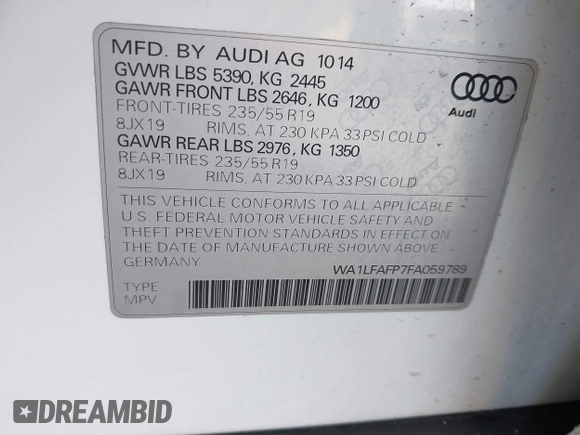 MFD. BY AUDI AG 10 14
GVWR LBS 5390, KG 2445
GAWR FRONT LBS 2646, KG 1200
FRONT-TIRES 235/55 R19
8JX19 RIMS, AT 230 KPA 33 PSI COLD
GAWR REAR LBS 2976, KG 1350
REAR-TIRES 235/55 R19
8JX19 RIMS, AT 230 KPA 33 PSI COLD
Audi
THIS VEHICLE CONFORMS TO ALL APPLICABLE
U.S. FEDERAL MOTOR VEHICLE SAFETY AND
THEFT PREVENTION STANDARDS IN EFFECT ON
THE DATE OF MANUFACTURE SHOWN ABOVE.
GERMANY
WA1LFAFP7FA059789
TYPE
MPV
DREAMBID